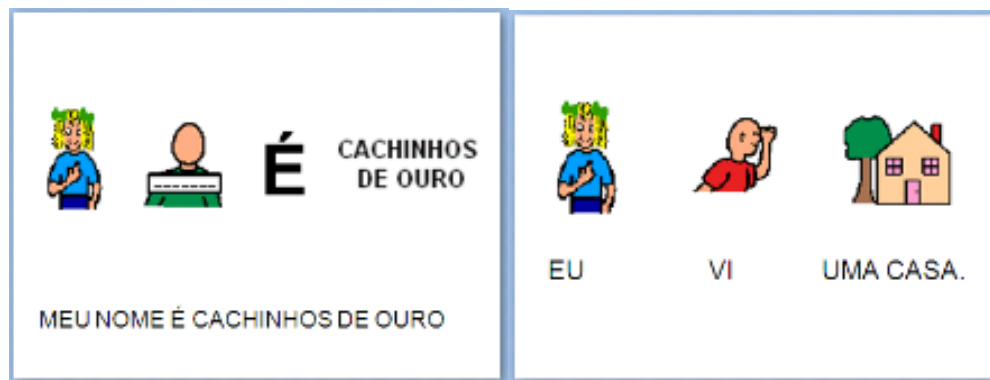 É
CACHINHOS
DE OURO
MEU NOME É CACHINHOS DE OURO
EU VI UMA CASA.